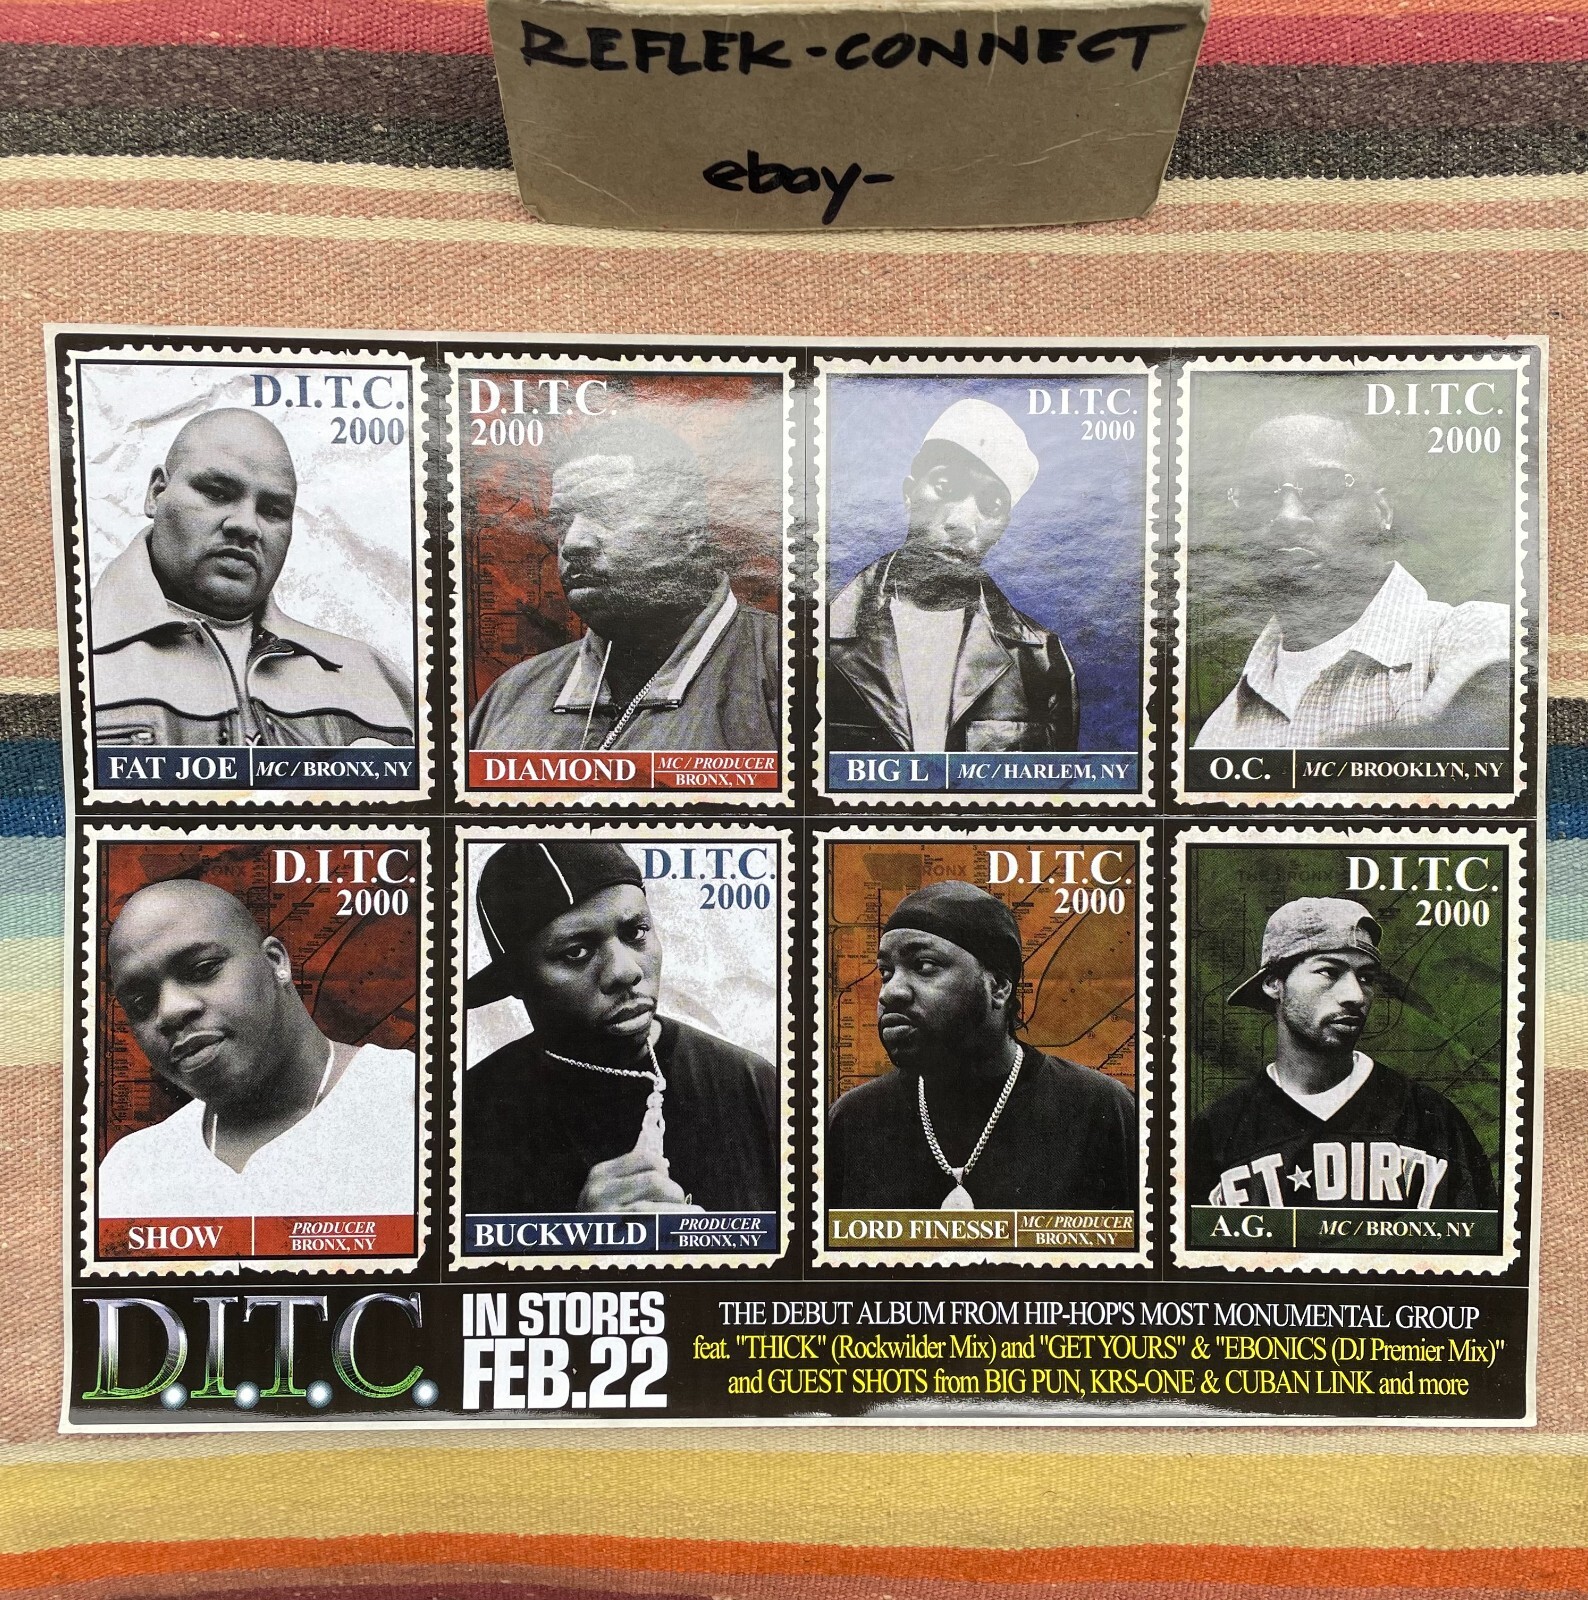 REFLEK-CONNECT
ebay-
D.I.T.C.
2000
FAT JOE MC / BRONX, NY
D.I.T.C.
2000
DIAMOND MC / PRODUCER
BRONX, NY
D.I.T.C.
2000
BIG L MC / HARLEM, NY
D.I.T.C.
2000
O.C. MC / BROOKLYN, NY
D.I.T.C.
2000
SHOW PRODUCER
BRONX, NY
D.I.T.C.
2000
BUCKWILD PRODUCER
BRONX, NY
BRONX
D.I.T.C.
2000
LORD FINESSE MC / PRODUCER
BRONX, NY
THE BRONX
D.I.T.C.
2000
DIRTY
A.G. MC / BRONX, NY
D.I.T.C.
IN STORES
FEB.22
THE DEBUT ALBUM FROM HIP-HOP'S MOST MONUMENTAL GROUP
feat. "THICK" (Rockwilder Mix) and "GET YOURS" & "EBONICS (DJ Premier Mix)"
and GUEST SHOTS from BIG PUN, KRS-ONE & CUBAN LINK and more